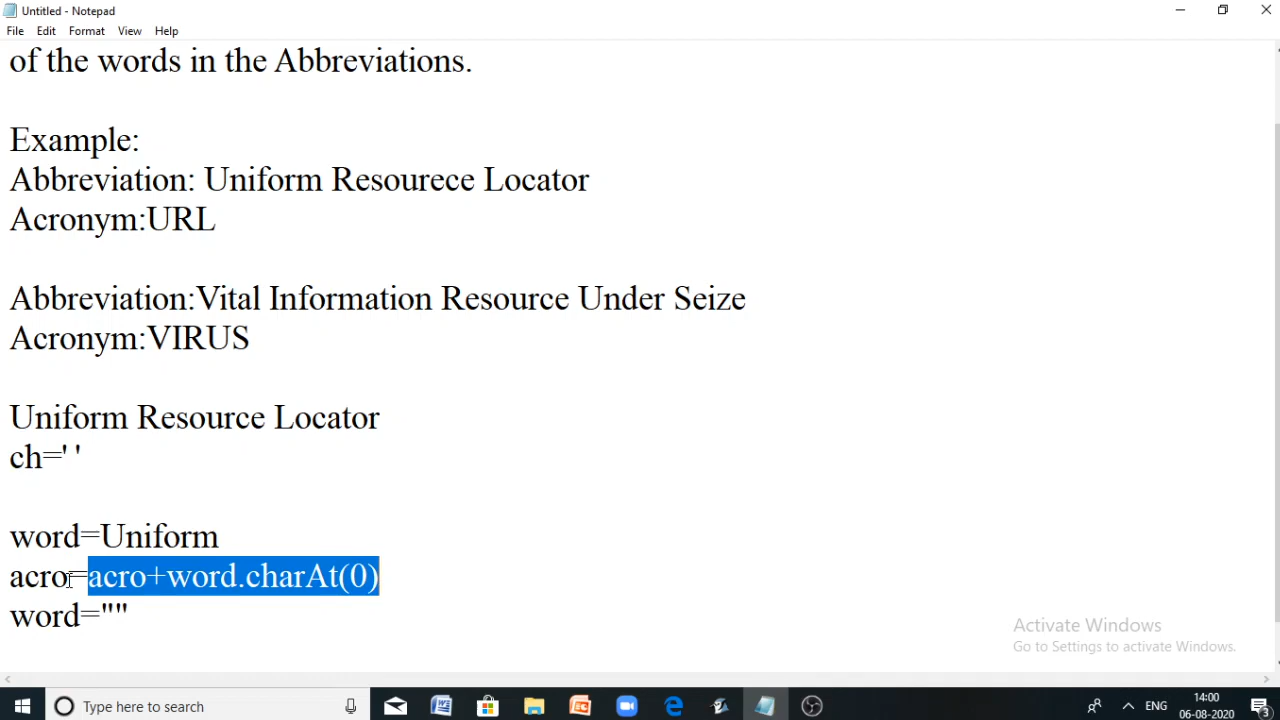 Untitled - Notepad
File Edit Format View Help
of the words in the Abbreviations.
Example:
Abbreviation: Uniform Resourece Locator
Acronym:URL
Abbreviation:Vital Information Resource Under Seize
Acronym:VIRUS
Uniform Resource Locator
ch=' '
word=Uniform
acro=acro+word.charAt(0)
word=""
Activate Windows
Go to Settings to activate Windows.
Type here to search
ENG
14:00
06-08-2020
3